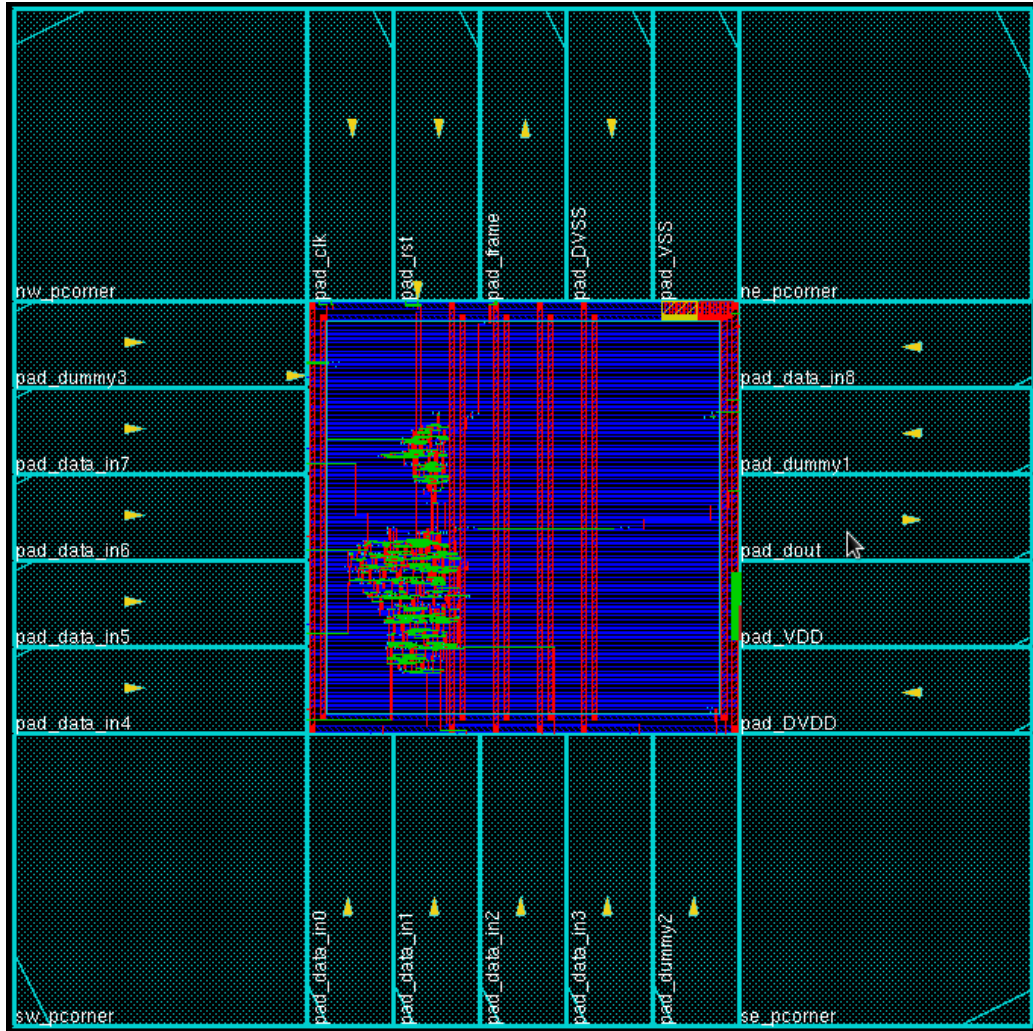 pad_clk
pad_rst
pad_frame
pad_DVSS
pad_VSS
nw_pcorner
ne_pcorner
pad_dummy3
pad_data_in8
pad_data_in7
pad_dummy1
pad_data_in6
pad_dout
pad_data_in5
pad_VDD
pad_data_in4
pad_DVDD
pad_data_in0
pad_data_in1
pad_data_in2
pad_data_in3
pad_dummy2
sw_pcorner
se_pcorner